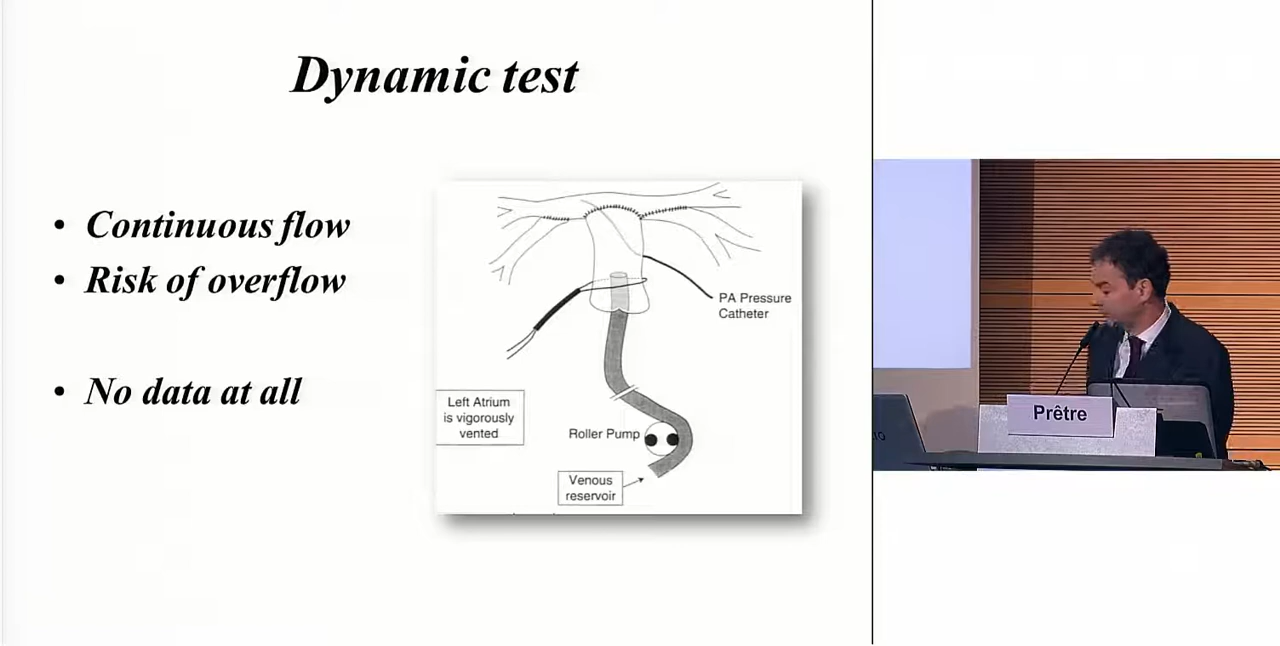 Dynamic test
• Continuous flow
• Risk of overflow
• No data at all
PA Pressure
Catheter
Left Atrium
is vigorously
vented
Roller Pump
Venous
reservoir
Prêtre